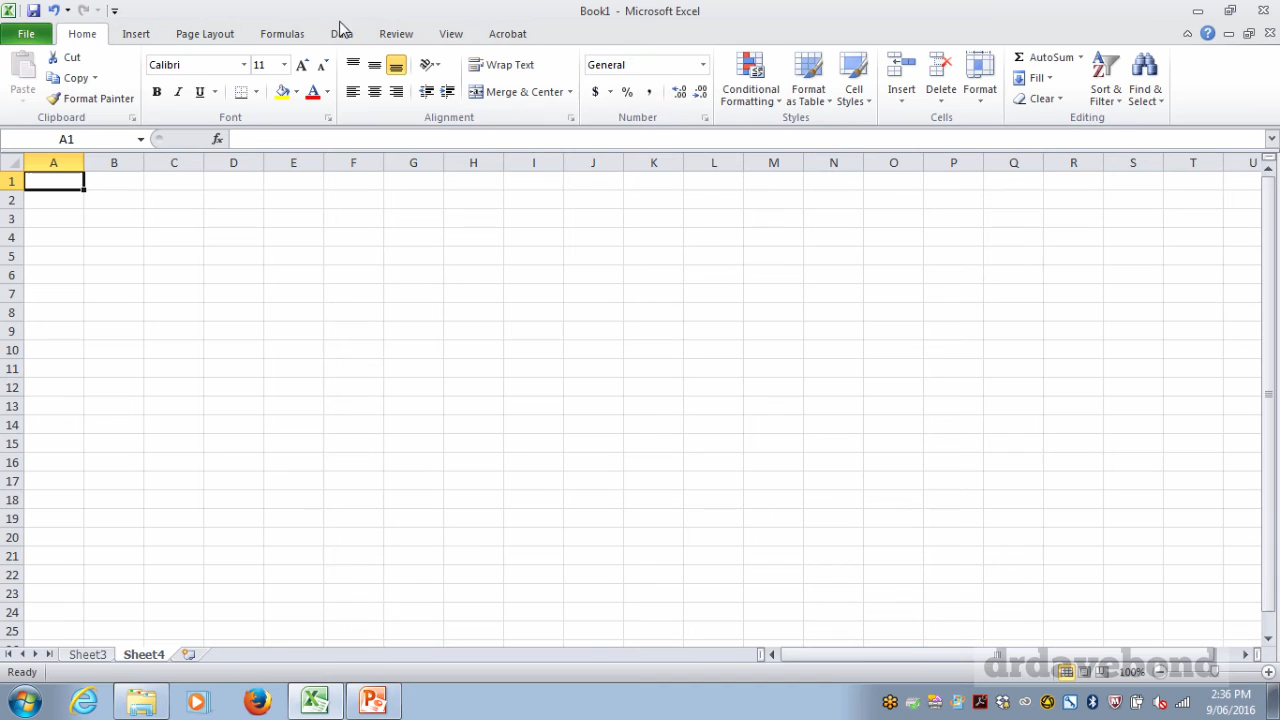 Book1 - Microsoft Excel
File Home Insert Page Layout Formulas Data Review View Acrobat
Cut
Calibri 11 Wrap Text General AutoSum
Copy Fill
Paste Format Painter Merge & Center $ % , Conditional Formatting Format as Table Cell Styles Insert Delete Format Clear Sort & Filter Find & Select
B I U A
Clipboard Font Alignment Number Styles Cells Editing
A1 fx
A B C D E F G H I J K L M N O P Q R S T U
1
2
3
4
5
6
7
8
9
10
11
12
13
14
15
16
17
18
19
20
21
22
23
24
25
Sheet3 Sheet4
drdavebond
Ready 100%
2:36 PM
9/06/2016